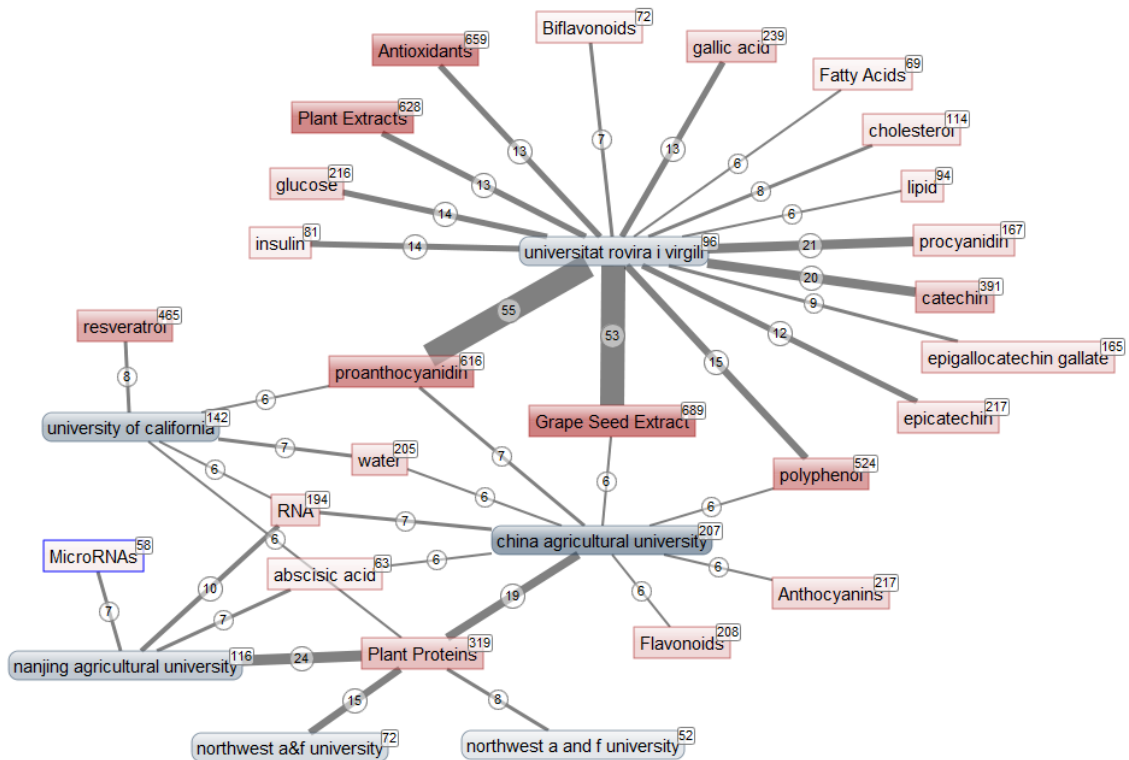 Biflavonoids 72
Antioxidants 659
gallic acid 239
Fatty Acids 69
Plant Extracts 628
cholesterol 114
glucose 216
lipid 94
insulin 81
universitat rovira i virgili 96
procyanidin 167
catechin 391
resveratrol 465
epigallocatechin gallate 165
proanthocyanidin 616
Grape Seed Extract 689
epicatechin 217
university of california 142
water 205
polyphenol 524
RNA 194
china agricultural university 207
MicroRNAs 58
abscisic acid 63
Anthocyanins 217
Flavonoids 208
nanjing agricultural university 116
Plant Proteins 319
northwest a&f university 72
northwest a and f university 52
7
13
13
6
13
8
14
6
14
21
20
9
55
53
12
15
8
6
7
7
6
6
6
6
7
6
10
7
7
6
19
6
6
24
15
8